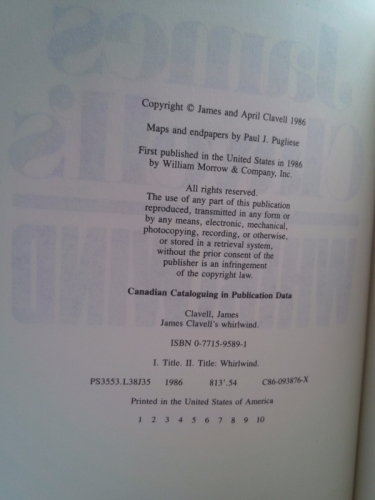 Copyright © James and April Clavell 1986
Maps and endpapers by Paul J. Pugliese
First published in the United States in 1986
by William Morrow & Company, Inc.
All rights reserved.
The use of any part of this publication
reproduced, transmitted in any form or
by any means, electronic, mechanical,
photocopying, recording, or otherwise,
or stored in a retrieval system,
without the prior consent of the
publisher is an infringement
of the copyright law.
Canadian Cataloguing in Publication Data
Clavell, James
James Clavell's whirlwind.
ISBN 0-7715-9589-1
I. Title. II. Title: Whirlwind.
PS3553.L38J35 1986 813'.54 C86-093876-X
Printed in the United States of America
1 2 3 4 5 6 7 8 9 10